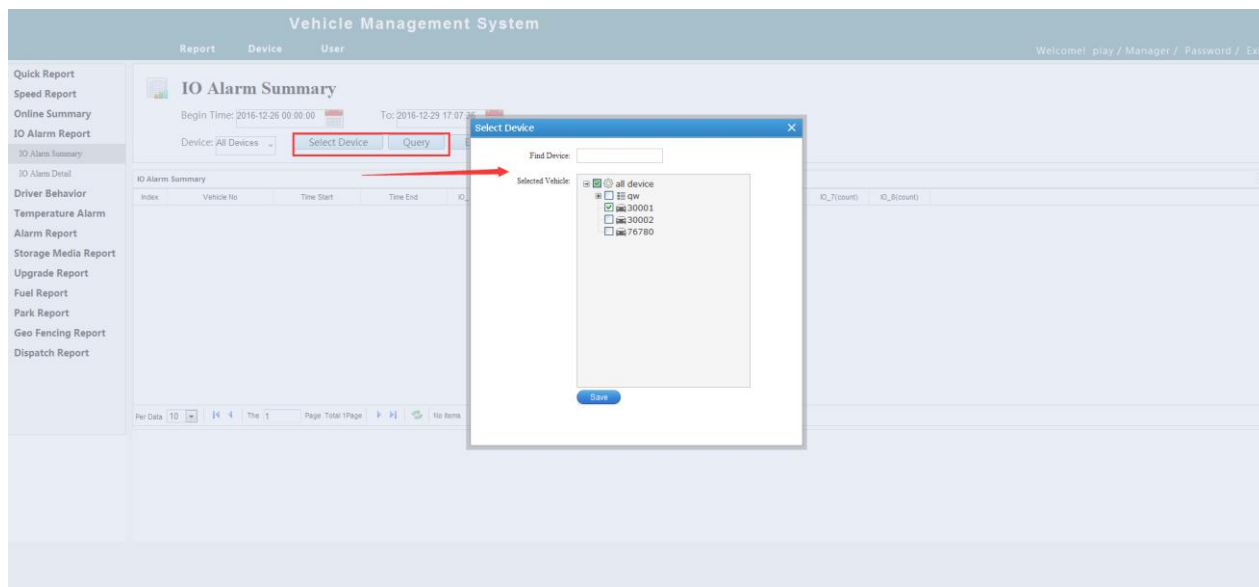 Vehicle Management System
Report Device User
Welcome! play / Manager / Password /
Quick Report
Speed Report
Online Summary
IO Alarm Report
IO Alarm Summary
IO Alarm Detail
Driver Behavior
Temperature Alarm
Alarm Report
Storage Media Report
Upgrade Report
Fuel Report
Park Report
Geo Fencing Report
Dispatch Report
IO Alarm Summary
Begin Time: 2016-12-26 00:00:00 To: 2016-12-29 17:07:26
Device: All Devices Select Device Query
IO Alarm Summary
Index Vehicle No Time Start Time End IO_7(count) IO_8(count)
Per Data 10 The 1 Page Total 1Page No items
Select Device
Find Device:
Selected Vehicle:
all device
qw
30001
30002
76780
Save